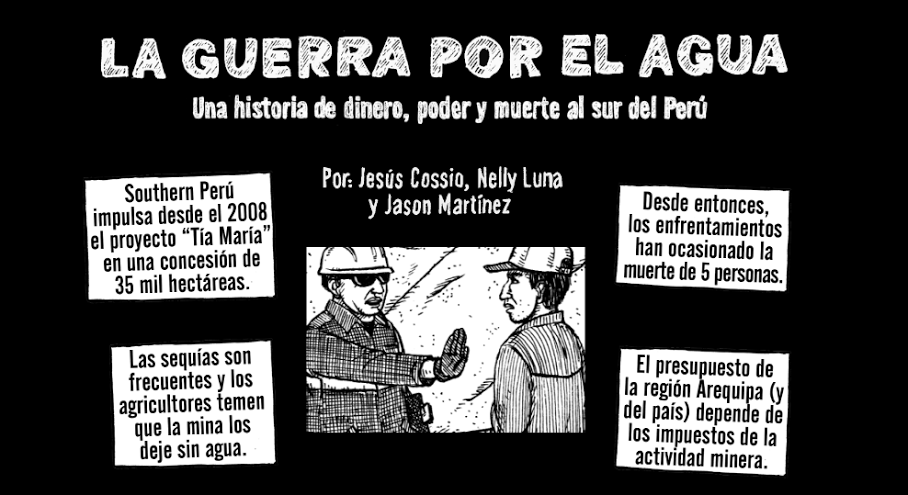 LA GUERRA POR EL AGUA
Una historia de dinero, poder y muerte al sur del Perú
Por: Jesús Cossio, Nelly Luna
y Jason Martínez
Southern Perú
impulsa desde el 2008
el proyecto “Tía María”
en una concesión de
35 mil hectáreas.
Desde entonces,
los enfrentamientos
han ocasionado la
muerte de 5 personas.
Las sequías son
frecuentes y los
agricultores temen
que la mina los
deje sin agua.
El presupuesto de
la región Arequipa (y
del país) depende de
los impuestos de la
actividad minera.